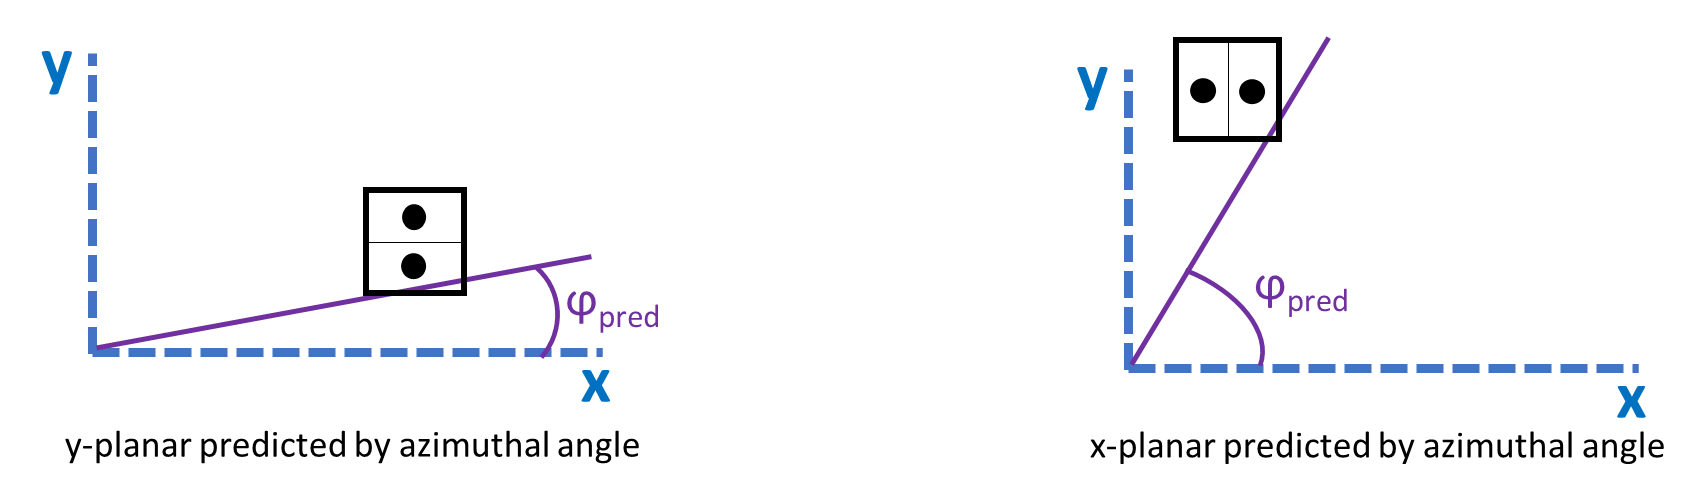 y
φpred
x
y-planar predicted by azimuthal angle
y
φpred
x
x-planar predicted by azimuthal angle